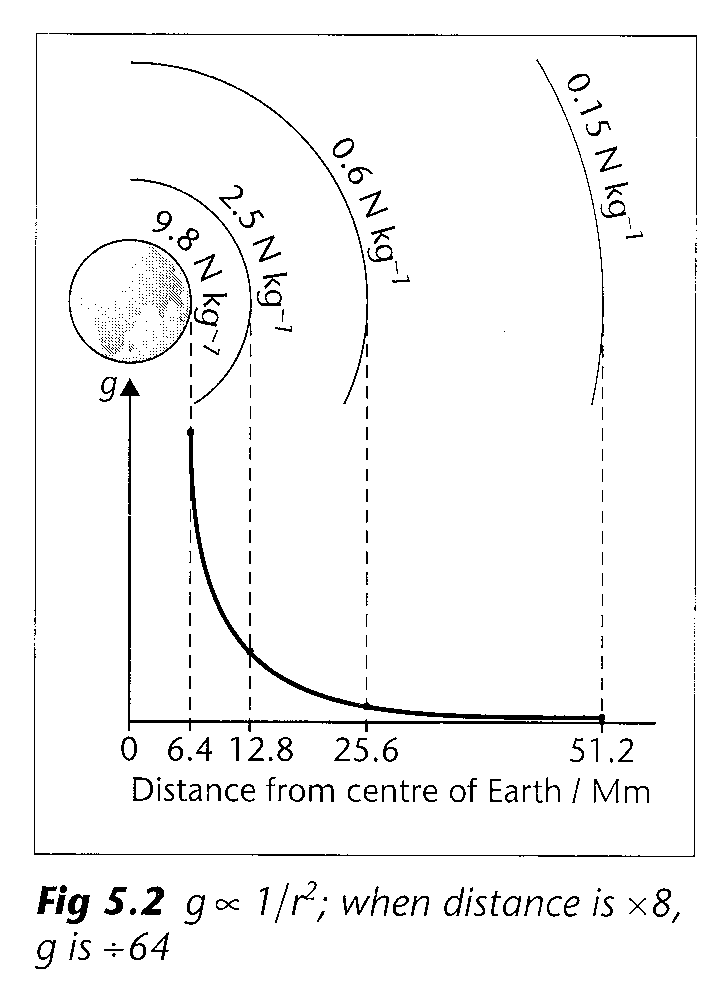 0.15 N kg⁻¹
0.6 N kg⁻¹
2.5 N kg⁻¹
9.8 N kg⁻¹
g
0 6.4 12.8 25.6 51.2
Distance from centre of Earth / Mm
Fig 5.2 g ∝ 1/r²; when distance is ×8,
g is ÷64